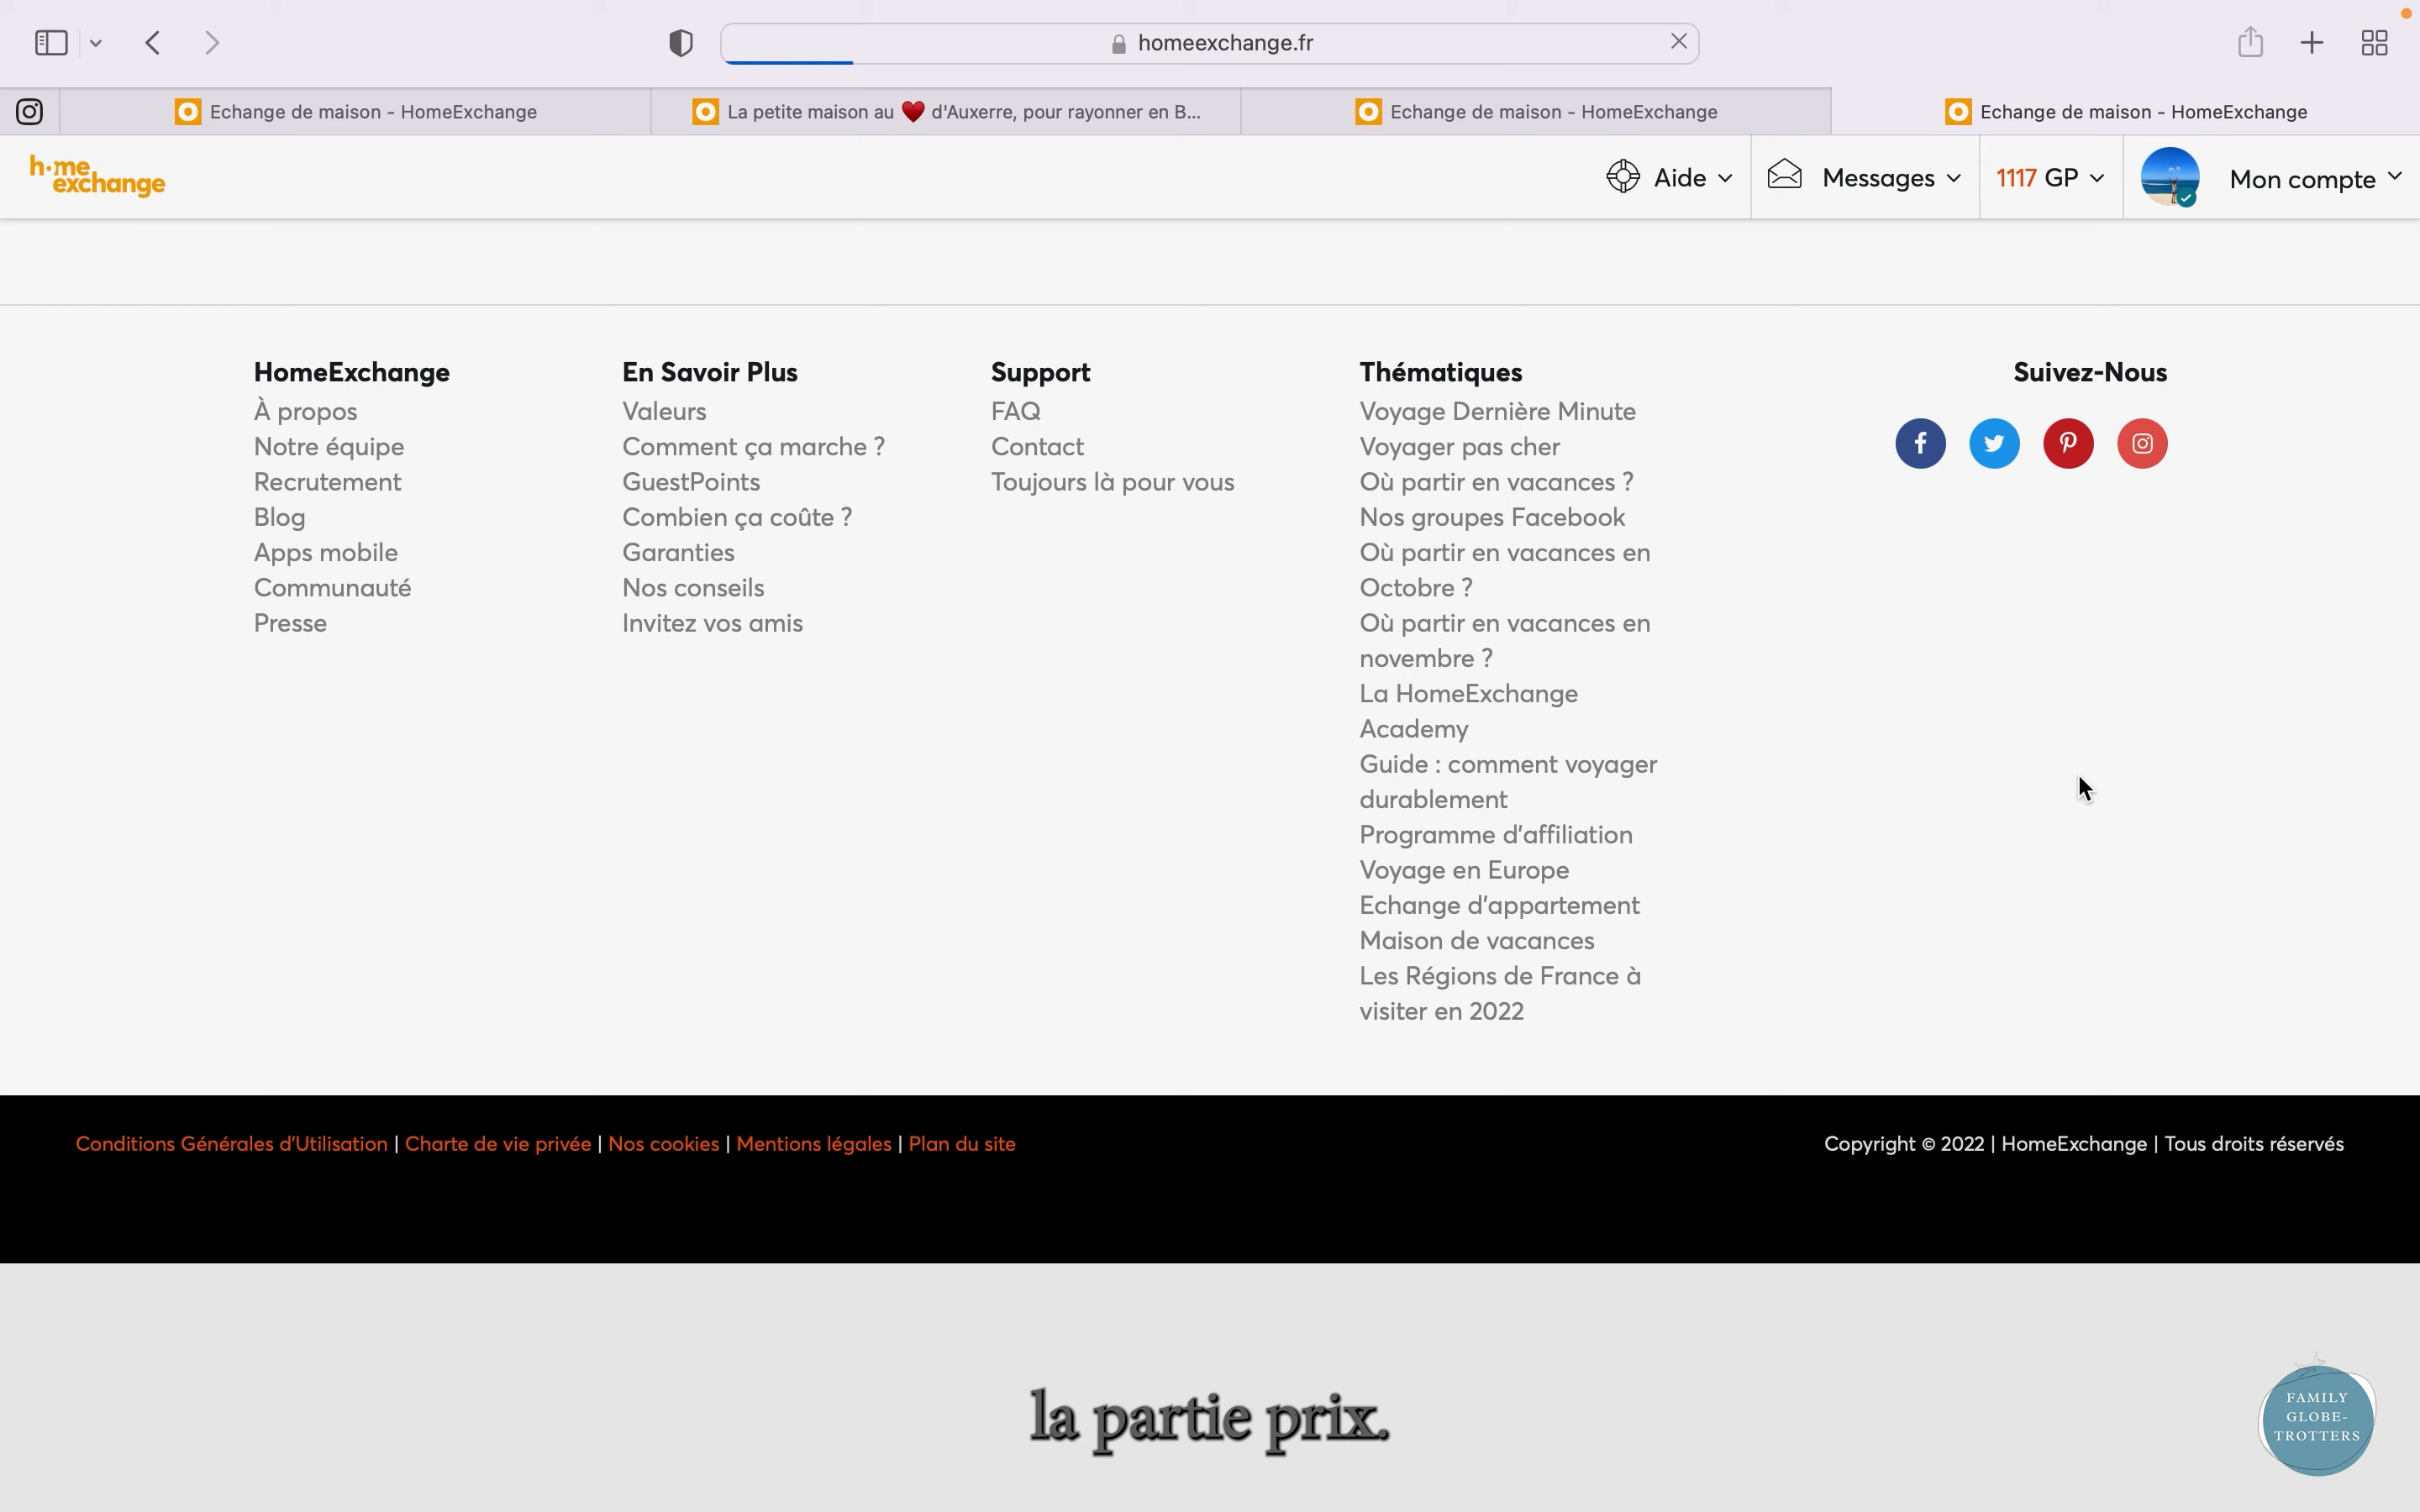 homeexchange.fr
Echange de maison - HomeExchange
La petite maison au ♥ d'Auxerre, pour rayonner en B...
Echange de maison - HomeExchange
Echange de maison - HomeExchange
h·me
exchange
Aide
Messages
1117 GP
Mon compte
HomeExchange
À propos
Notre équipe
Recrutement
Blog
Apps mobile
Communauté
Presse
En Savoir Plus
Valeurs
Comment ça marche ?
GuestPoints
Combien ça coûte ?
Garanties
Nos conseils
Invitez vos amis
Support
FAQ
Contact
Toujours là pour vous
Thématiques
Voyage Dernière Minute
Voyager pas cher
Où partir en vacances ?
Nos groupes Facebook
Où partir en vacances en
Octobre ?
Où partir en vacances en
novembre ?
La HomeExchange
Academy
Guide : comment voyager
durablement
Programme d'affiliation
Voyage en Europe
Echange d'appartement
Maison de vacances
Les Régions de France à
visiter en 2022
Suivez-Nous
Conditions Générales d'Utilisation | Charte de vie privée | Nos cookies | Mentions légales | Plan du site
Copyright © 2022 | HomeExchange | Tous droits réservés
la partie prix.
FAMILY
GLOBE-
TROTTERS